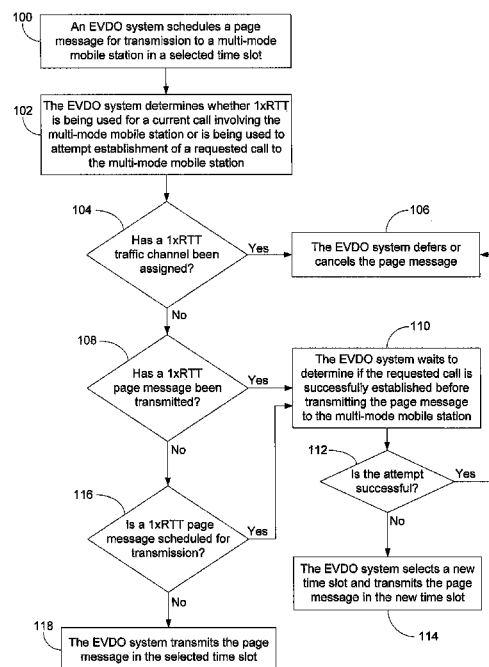 100
An EVDO system schedules a page
message for transmission to a multi-mode
mobile station in a selected time slot
102
The EVDO system determines whether 1xRTT
is being used for a current call involving the
multi-mode mobile station or is being used to
attempt establishment of a requested call to
the multi-mode mobile station
104
Has a 1xRTT
traffic channel been
assigned?
Yes
No
106
The EVDO system defers or
cancels the page message
108
Has a 1xRTT
page message been
transmitted?
Yes
No
110
The EVDO system waits to
determine if the requested call is
successfully established before
transmitting the page message
to the multi-mode mobile station
112
Is the attempt
successful?
Yes
No
116
Is a 1xRTT page
message scheduled for
transmission?
Yes
No
The EVDO system selects a new
time slot and transmits the page
message in the new time slot
114
118
The EVDO system transmits the page
message in the selected time slot